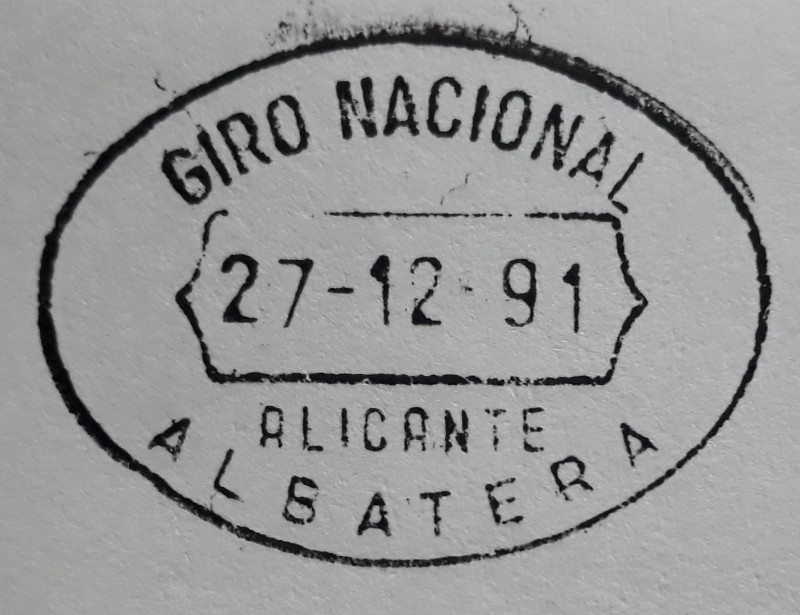 GIRO NACIONAL
27-12-91
ALICANTE
ALBATERA